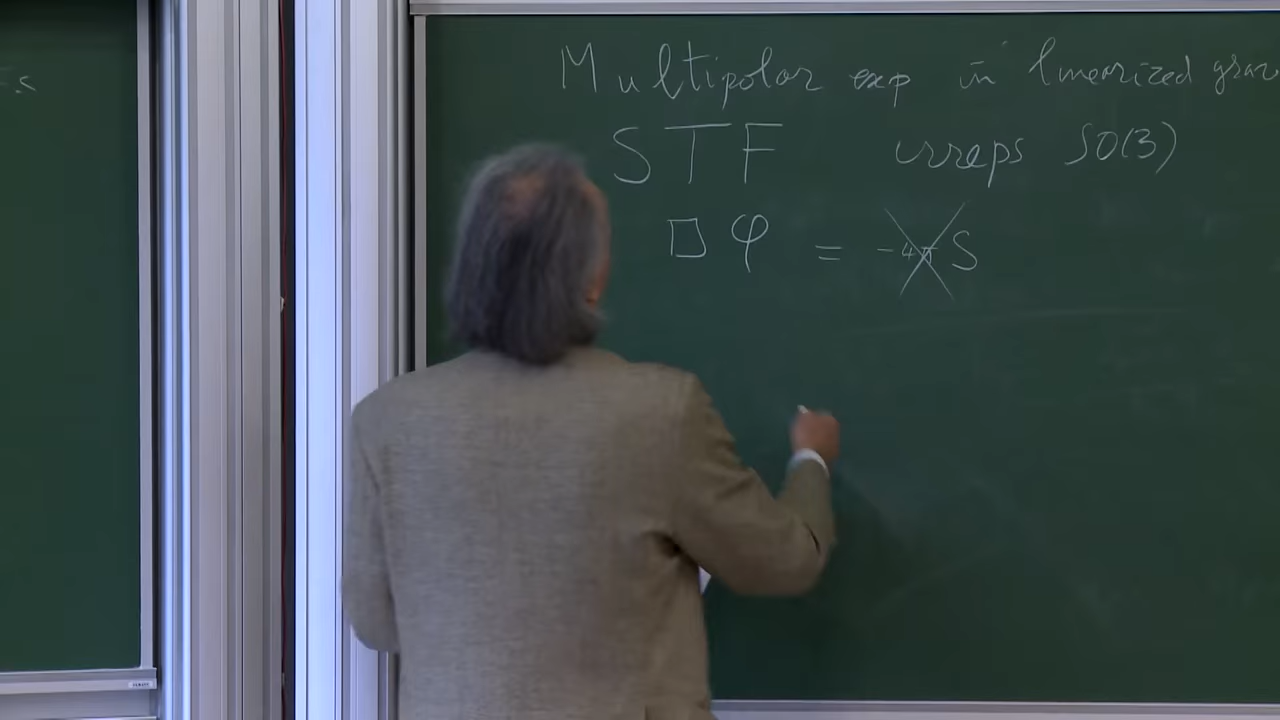 Multipolar exp in linearized grav
STF irreps SO(3)
□ φ = -4π S